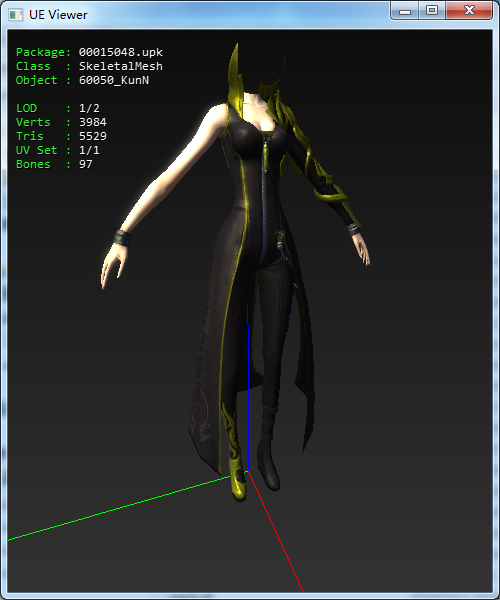 UE Viewer
Package: 00015048.upk
Class : SkeletalMesh
Object : 60050_KunN
LOD : 1/2
Verts : 3984
Tris : 5529
UV Set : 1/1
Bones : 97